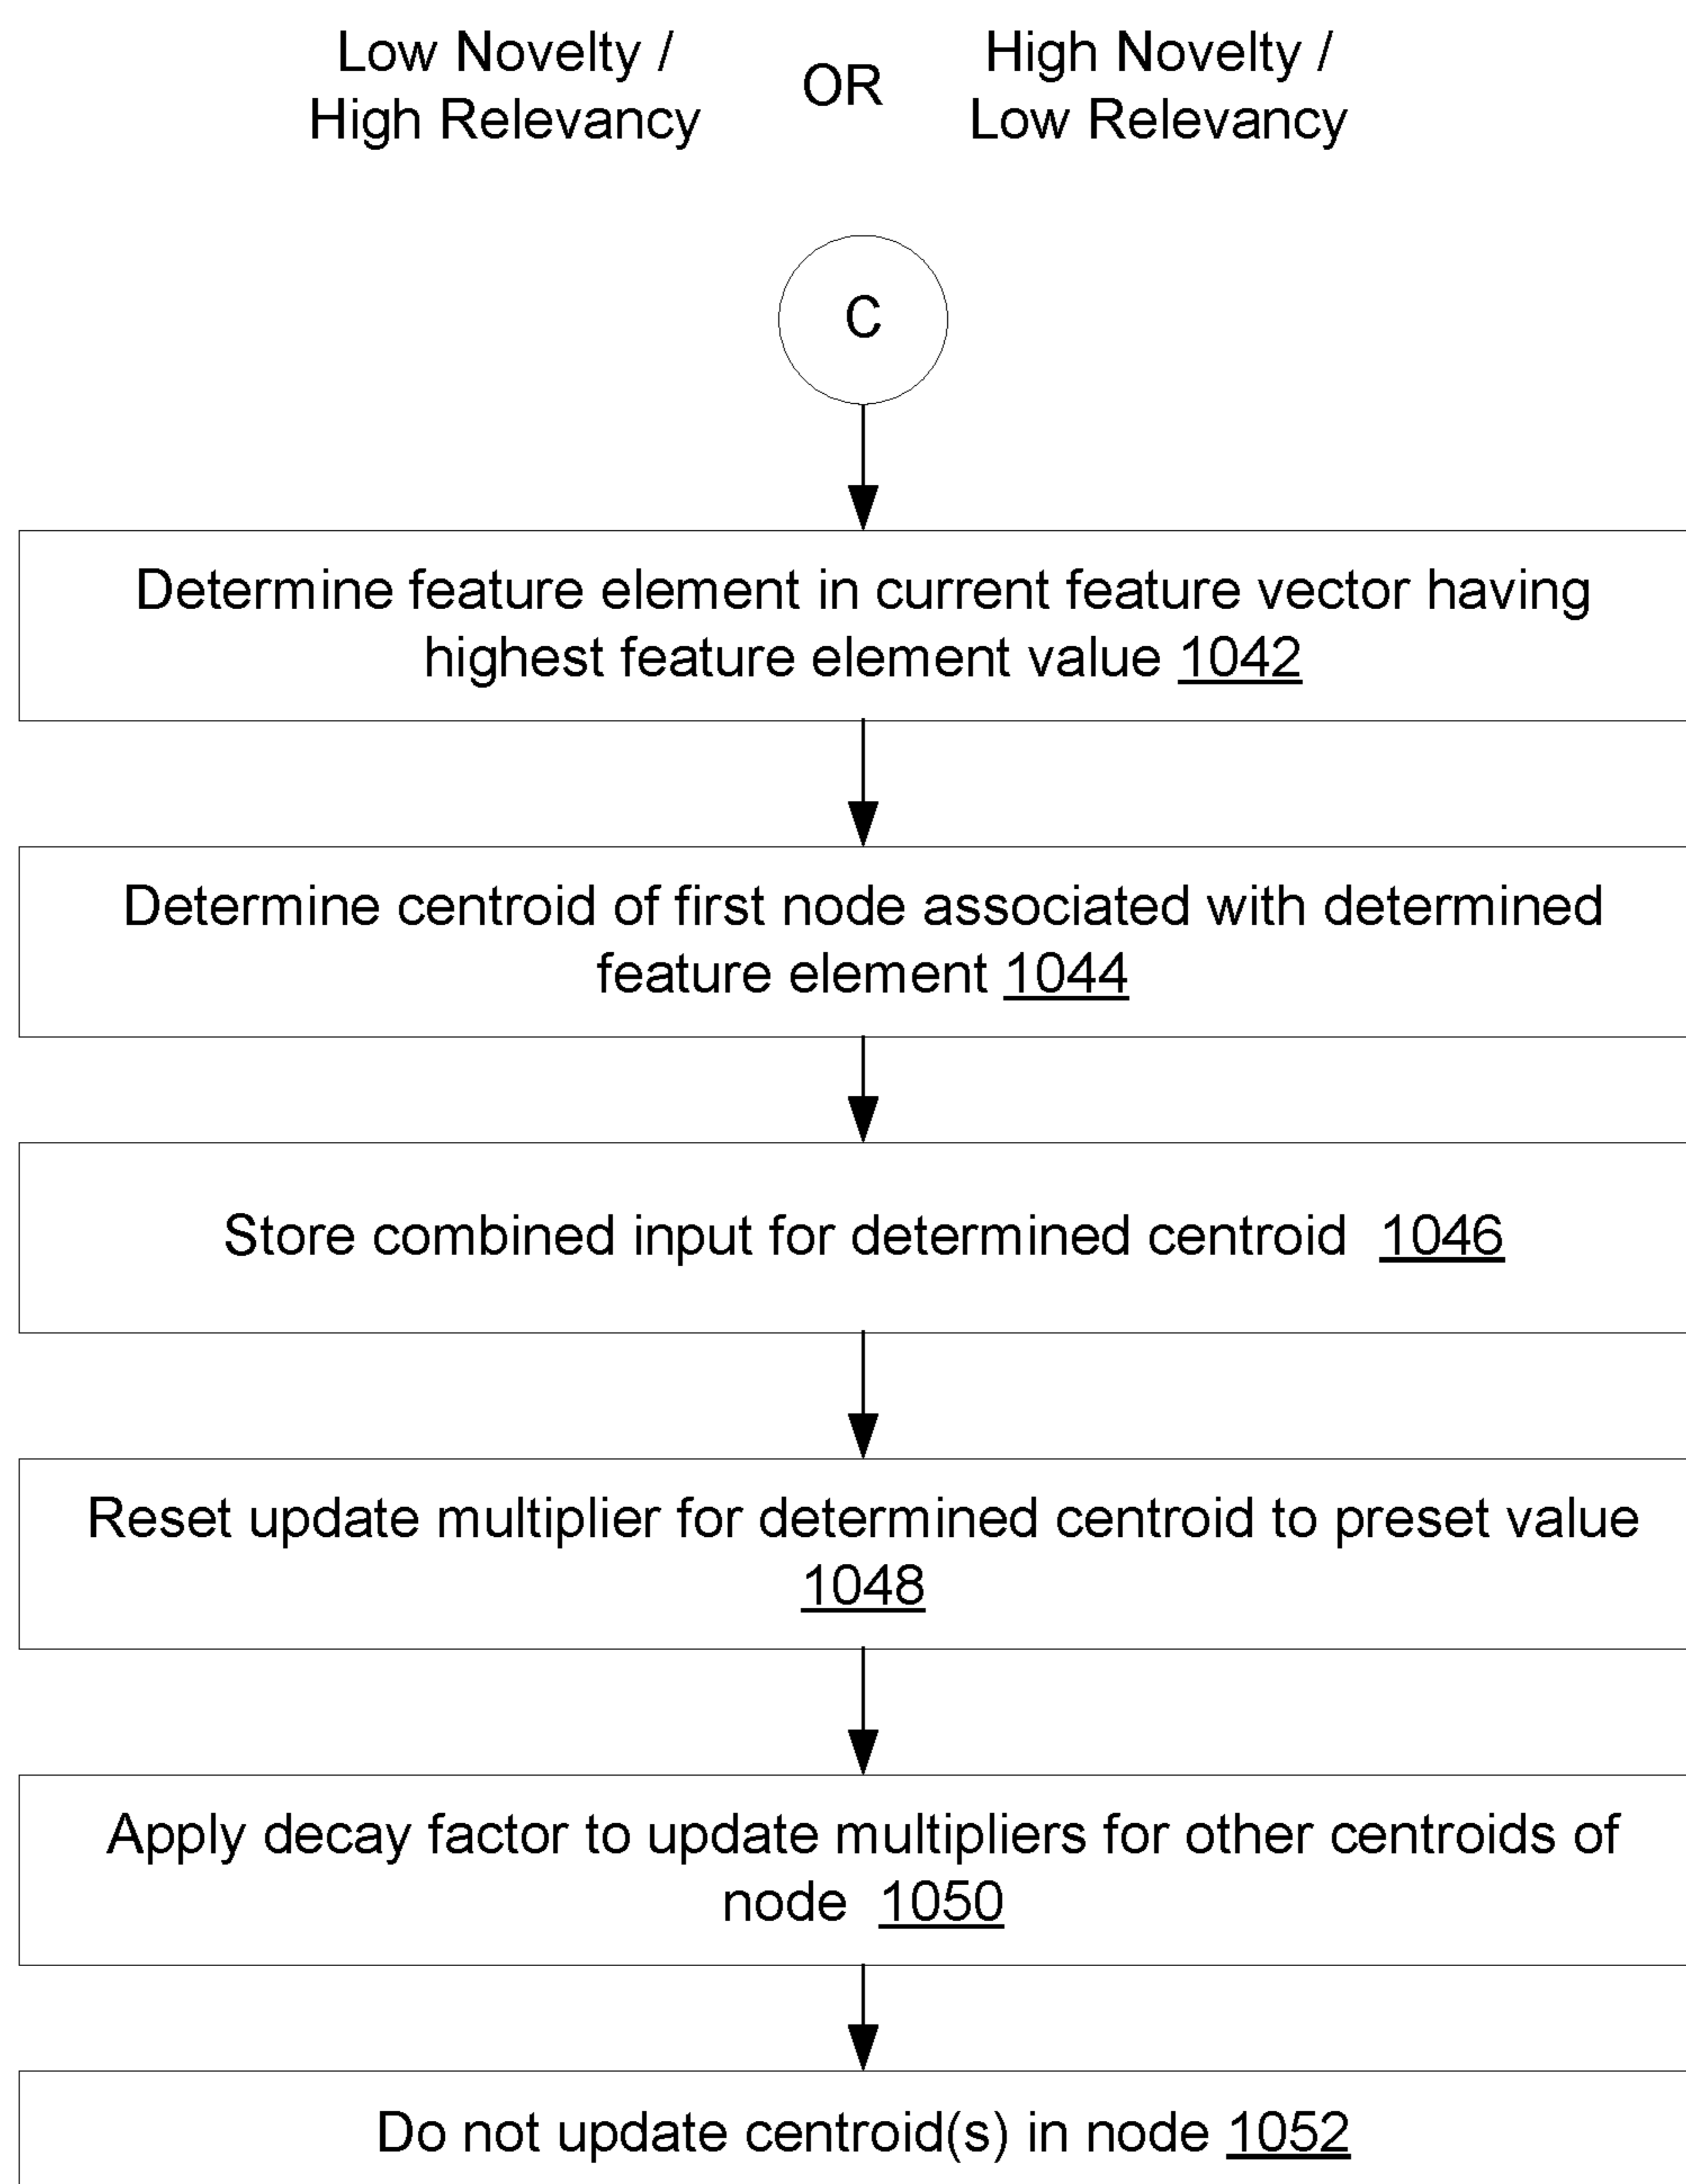 Low Novelty /
High Relevancy
OR
High Novelty /
Low Relevancy
C
Determine feature element in current feature vector having
highest feature element value 1042
Determine centroid of first node associated with determined
feature element 1044
Store combined input for determined centroid 1046
Reset update multiplier for determined centroid to preset value
1048
Apply decay factor to update multipliers for other centroids of
node 1050
Do not update centroid(s) in node 1052